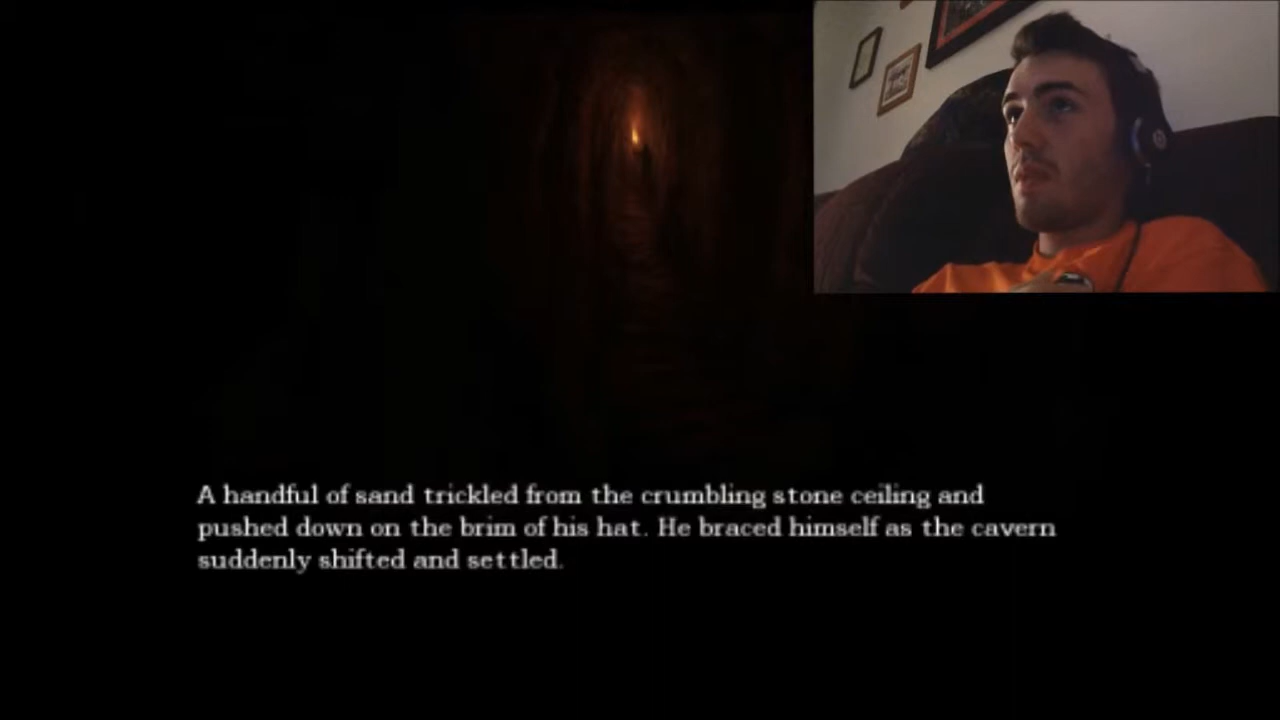 A handful of sand trickled from the crumbling stone ceiling and
pushed down on the brim of his hat. He braced himself as the cavern
suddenly shifted and settled.